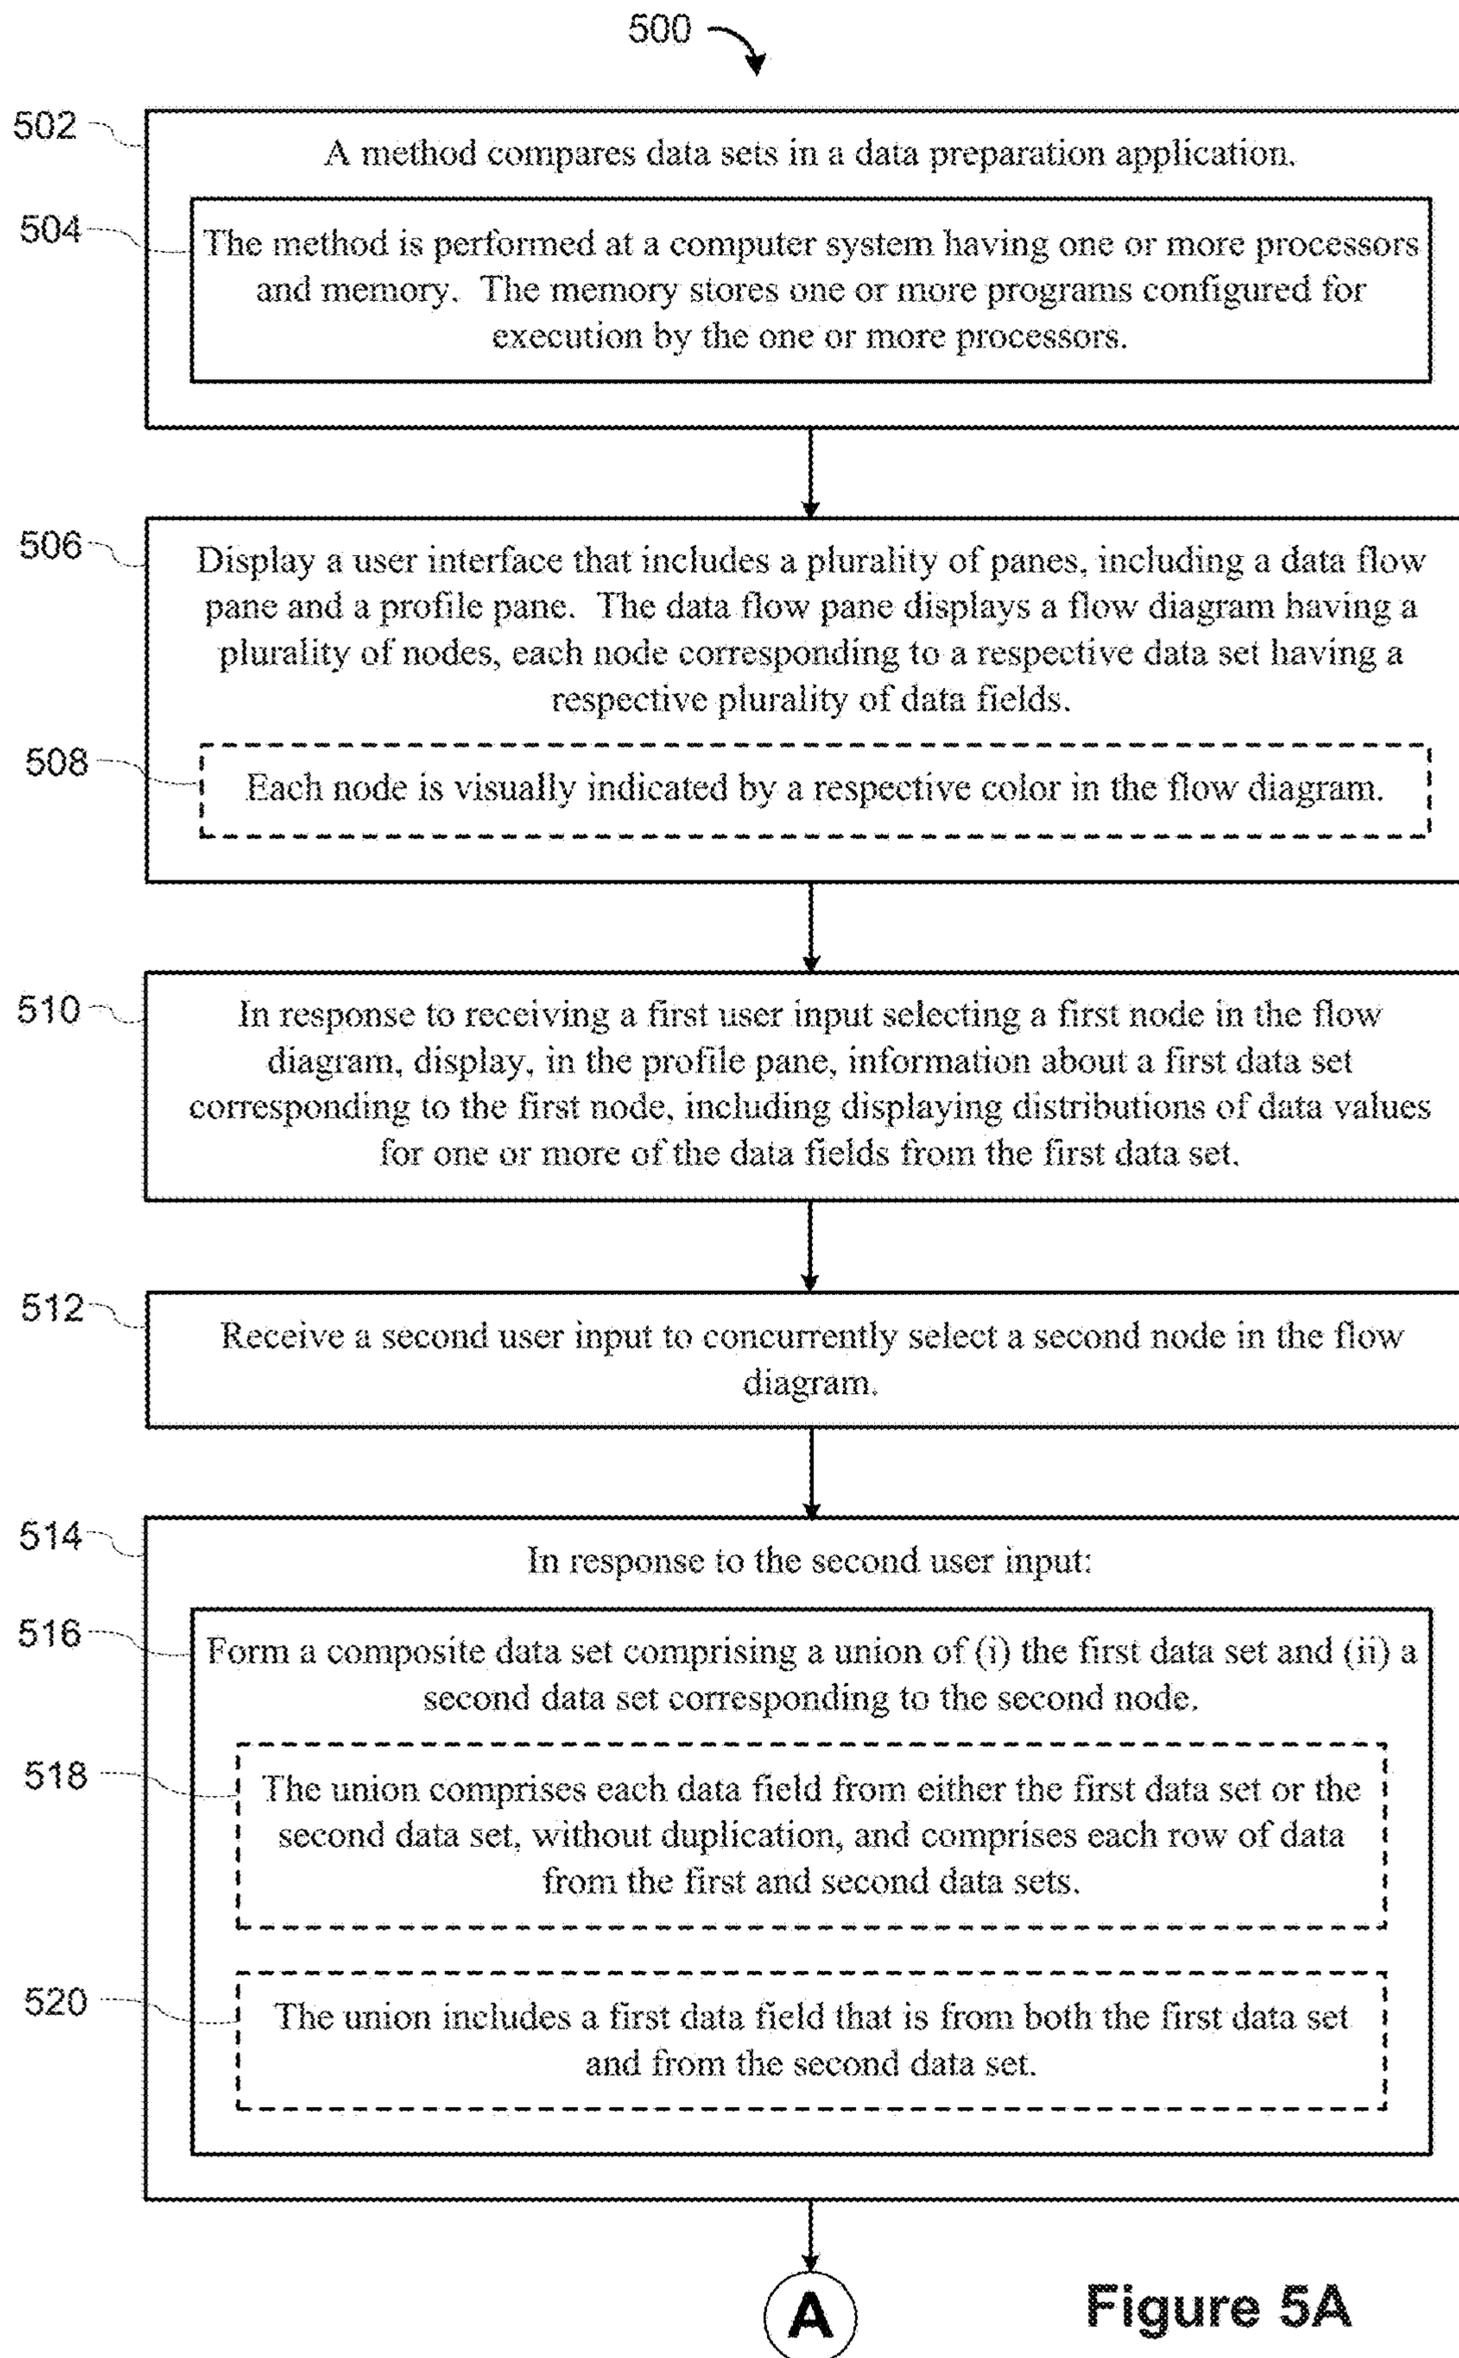 500
502
A method compares data sets in a data preparation application.
504
The method is performed at a computer system having one or more processors
and memory. The memory stores one or more programs configured for
execution by the one or more processors.
506
Display a user interface that includes a plurality of panes, including a data flow
pane and a profile pane. The data flow pane displays a flow diagram having a
plurality of nodes, each node corresponding to a respective data set having a
respective plurality of data fields.
508
Each node is visually indicated by a respective color in the flow diagram.
510
In response to receiving a first user input selecting a first node in the flow
diagram, display, in the profile pane, information about a first data set
corresponding to the first node, including displaying distributions of data values
for one or more of the data fields from the first data set.
512
Receive a second user input to concurrently select a second node in the flow
diagram.
514
In response to the second user input:
516
Form a composite data set comprising a union of (i) the first data set and (ii) a
second data set corresponding to the second node.
518
The union comprises each data field from either the first data set or the
second data set, without duplication, and comprises each row of data
from the first and second data sets.
520
The union includes a first data field that is from both the first data set
and from the second data set.
A
Figure 5A